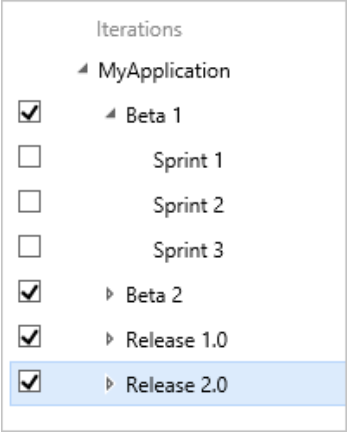 Iterations
MyApplication
Beta 1
Sprint 1
Sprint 2
Sprint 3
Beta 2
Release 1.0
Release 2.0